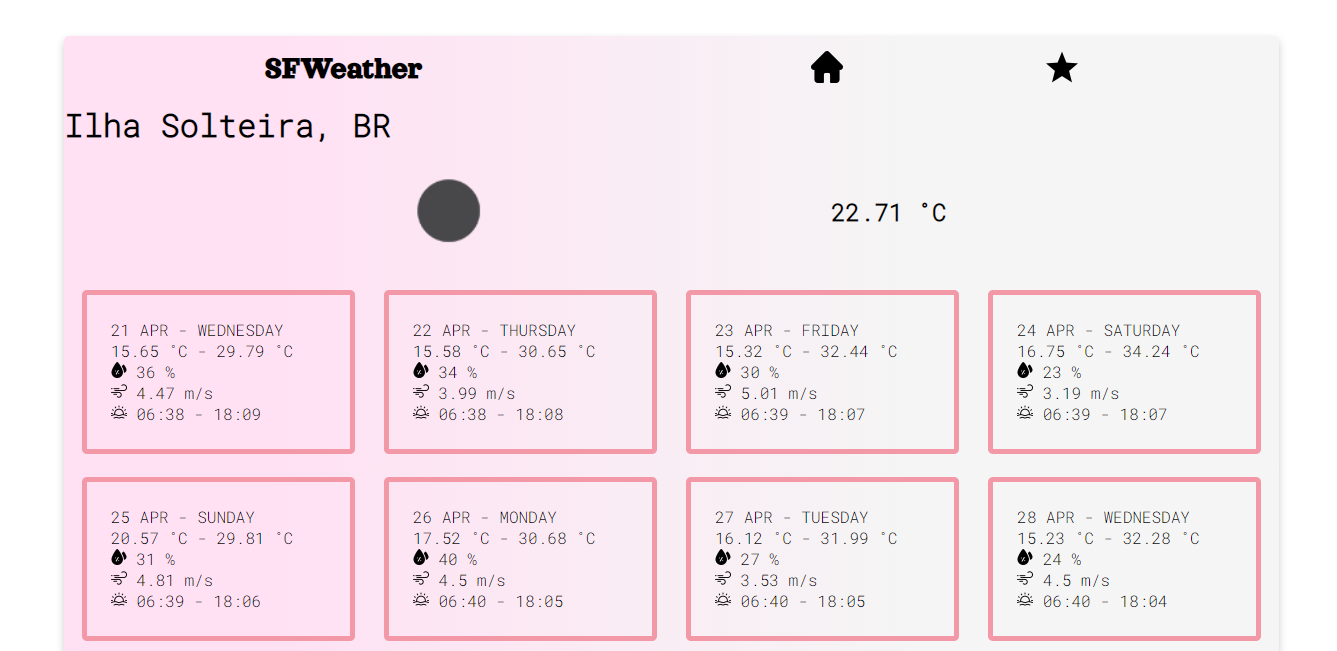 SFWeather
Ilha Solteira, BR
22.71 °C
21 APR - WEDNESDAY
15.65 °C - 29.79 °C
36 %
4.47 m/s
06:38 - 18:09
22 APR - THURSDAY
15.58 °C - 30.65 °C
34 %
3.99 m/s
06:38 - 18:08
23 APR - FRIDAY
15.32 °C - 32.44 °C
30 %
5.01 m/s
06:39 - 18:07
24 APR - SATURDAY
16.75 °C - 34.24 °C
23 %
3.19 m/s
06:39 - 18:07
25 APR - SUNDAY
20.57 °C - 29.81 °C
31 %
4.81 m/s
06:39 - 18:06
26 APR - MONDAY
17.52 °C - 30.68 °C
40 %
4.5 m/s
06:40 - 18:05
27 APR - TUESDAY
16.12 °C - 31.99 °C
27 %
3.53 m/s
06:40 - 18:05
28 APR - WEDNESDAY
15.23 °C - 32.28 °C
24 %
4.5 m/s
06:40 - 18:04